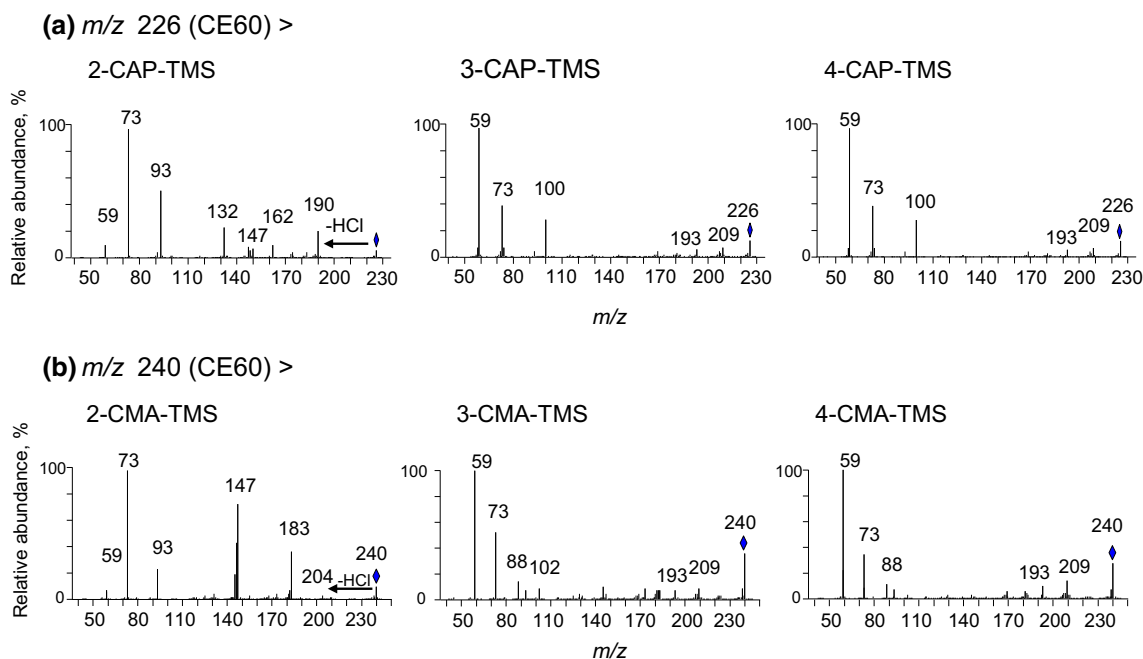 (a) m/z 226 (CE60) >
2-CAP-TMS
3-CAP-TMS
4-CAP-TMS
Relative abundance, %
100
0
73
59
93
132
147
162
190
-HCl
50 80 110 140 170 200 230
100
0
59
73
100
193
209
226
50 80 110 140 170 200 230
100
0
59
73
100
193
209
226
50 80 110 140 170 200 230
m/z
(b) m/z 240 (CE60) >
2-CMA-TMS
3-CMA-TMS
4-CMA-TMS
Relative abundance, %
100
0
73
59
93
147
183
204
-HCl
240
50 80 110 140 170 200 230
100
0
59
73
88
102
193
209
240
50 80 110 140 170 200 230
100
0
59
73
88
193
209
240
50 80 110 140 170 200 230
m/z